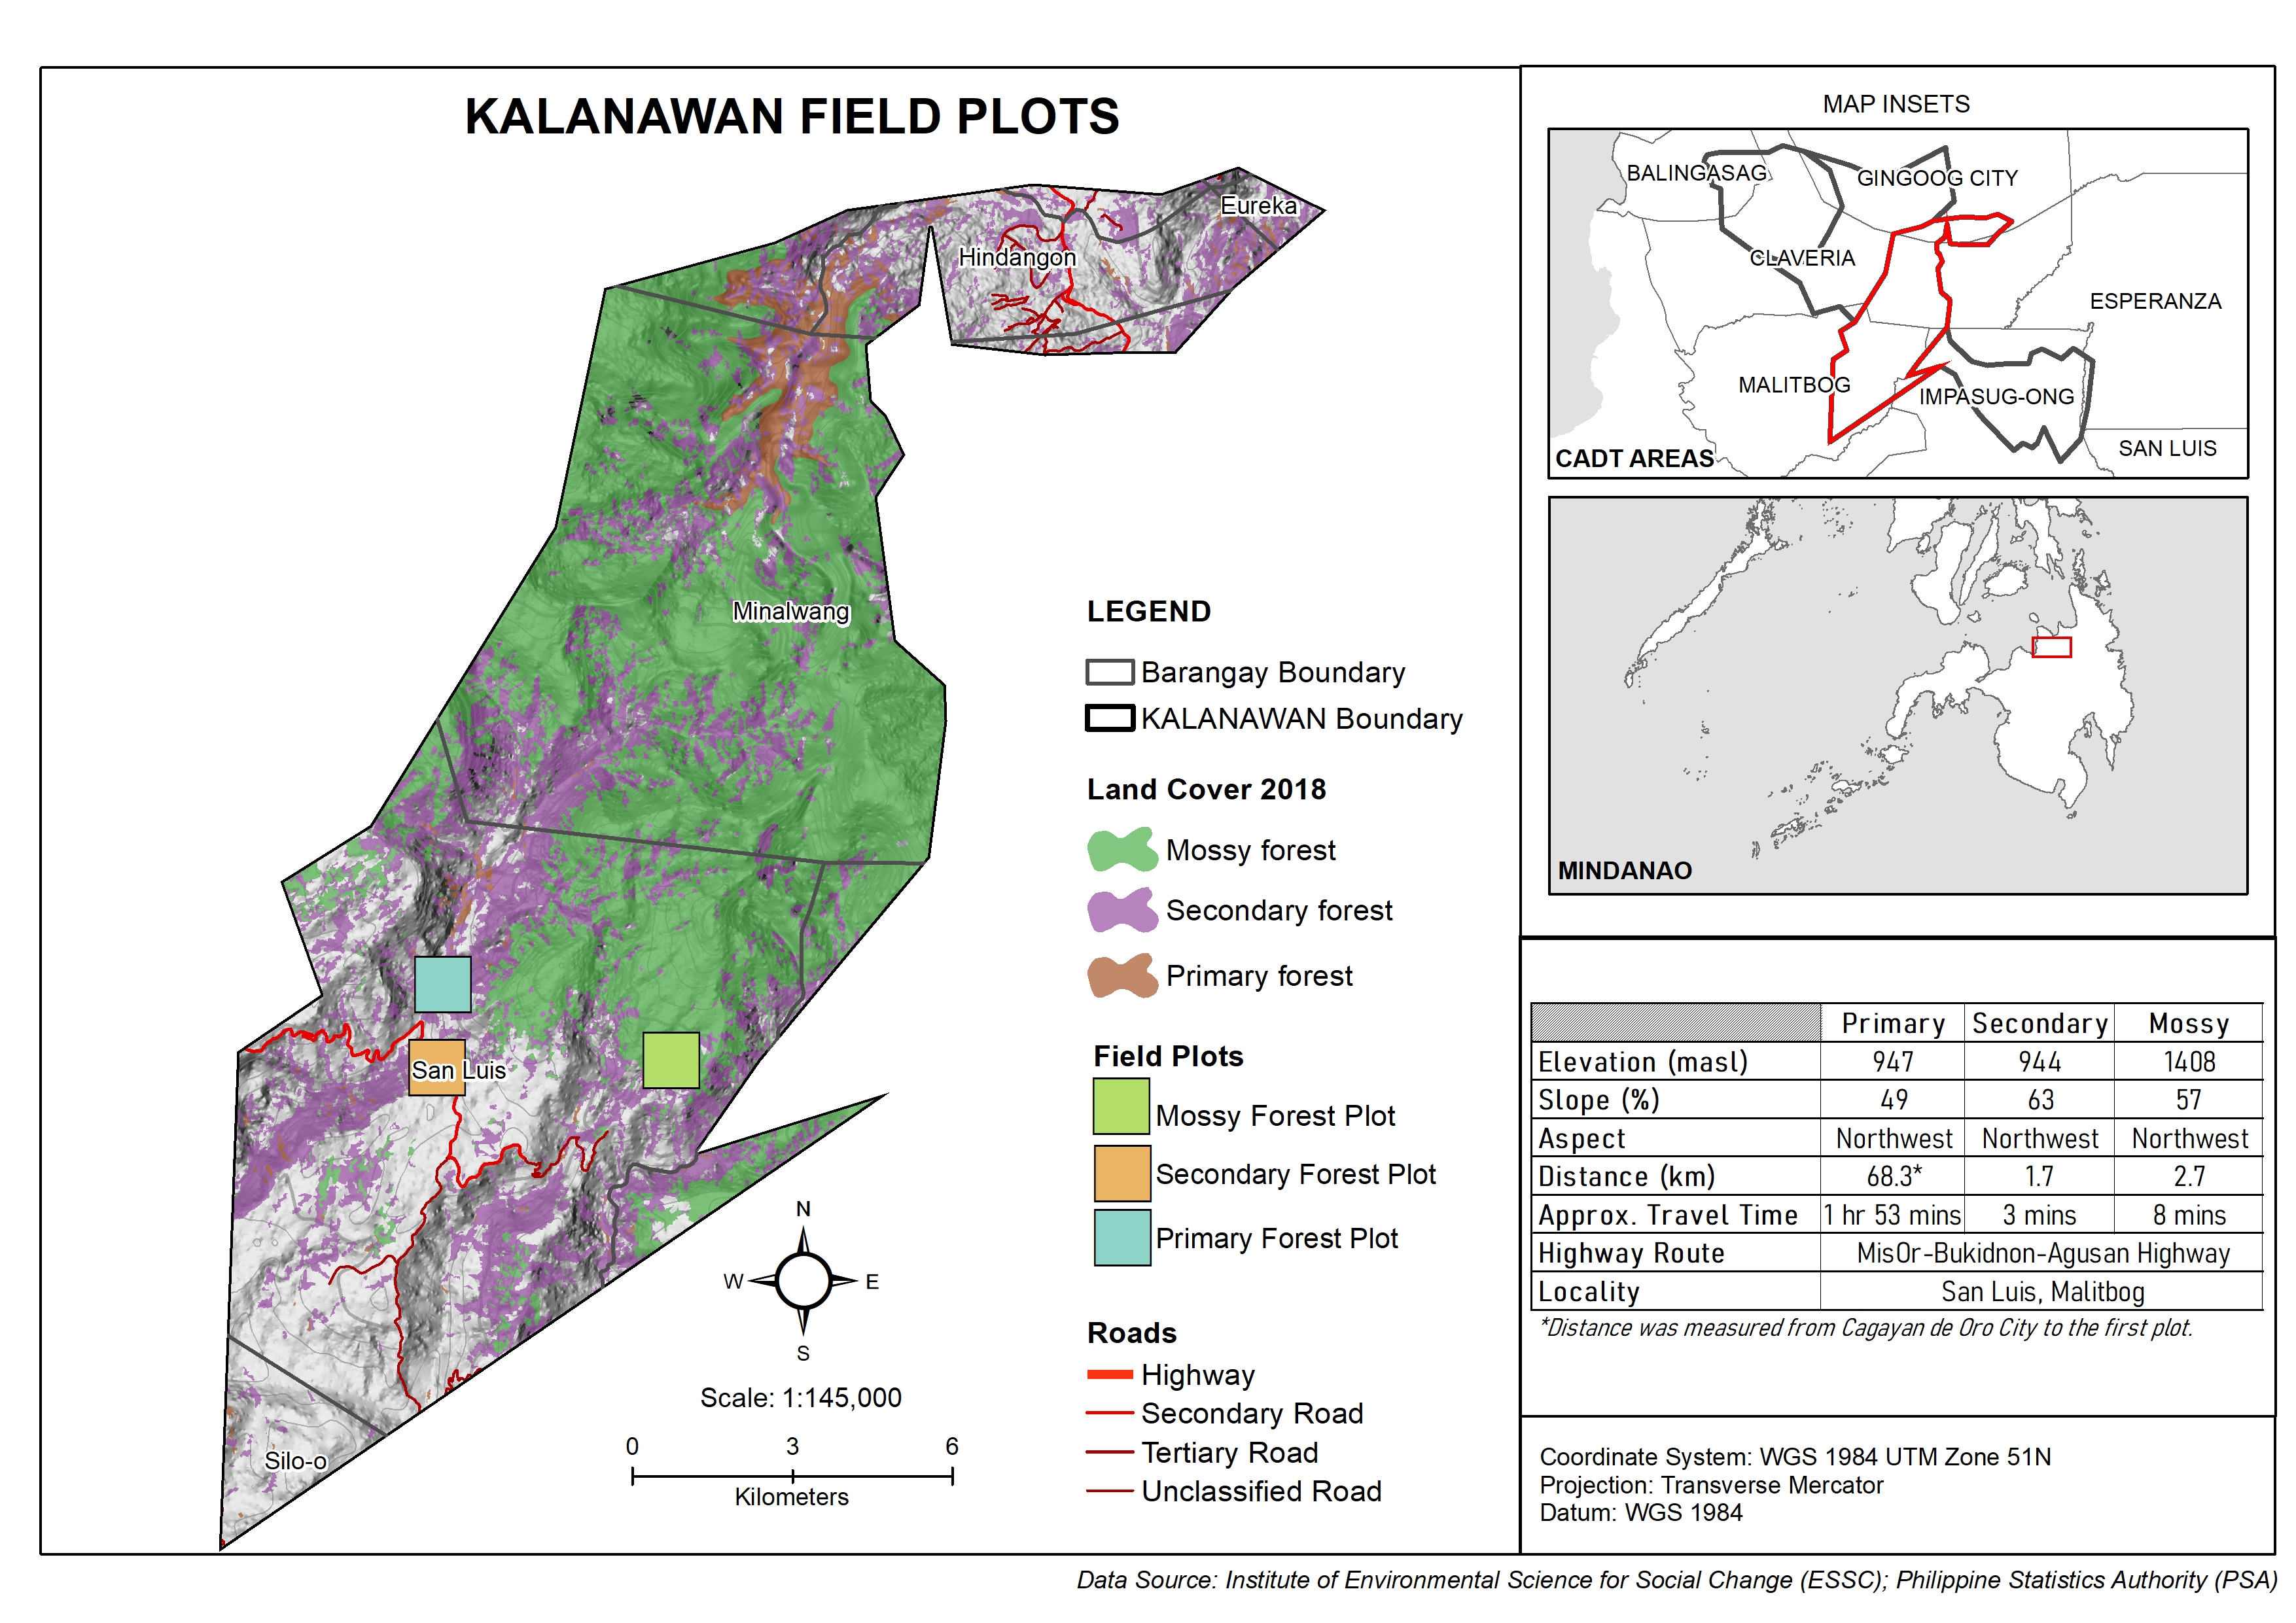 KALANAWAN FIELD PLOTS
Eureka
Hindangon
Minalwang
San Luis
Silo-o
LEGEND
Barangay Boundary
KALANAWAN Boundary
Land Cover 2018
Mossy forest
Secondary forest
Primary forest
Field Plots
Mossy Forest Plot
Secondary Forest Plot
Primary Forest Plot
Roads
Highway
Secondary Road
Tertiary Road
Unclassified Road
N
W E
S
Scale: 1:145,000
0 3 6
Kilometers
MAP INSETS
BALINGASAG
GINGOOG CITY
CLAVERIA
ESPERANZA
MALITBOG
IMPASUG-ONG
SAN LUIS
CADT AREAS
MINDANAO
Primary Secondary Mossy
Elevation (masl) 947 944 1408
Slope (%) 49 63 57
Aspect Northwest Northwest Northwest
Distance (km) 68.3* 1.7 2.7
Approx. Travel Time 1 hr 53 mins 3 mins 8 mins
Highway Route MisOr-Bukidnon-Agusan Highway
Locality San Luis, Malitbog
*Distance was measured from Cagayan de Oro City to the first plot.
Coordinate System: WGS 1984 UTM Zone 51N
Projection: Transverse Mercator
Datum: WGS 1984
Data Source: Institute of Environmental Science for Social Change (ESSC); Philippine Statistics Authority (PSA)